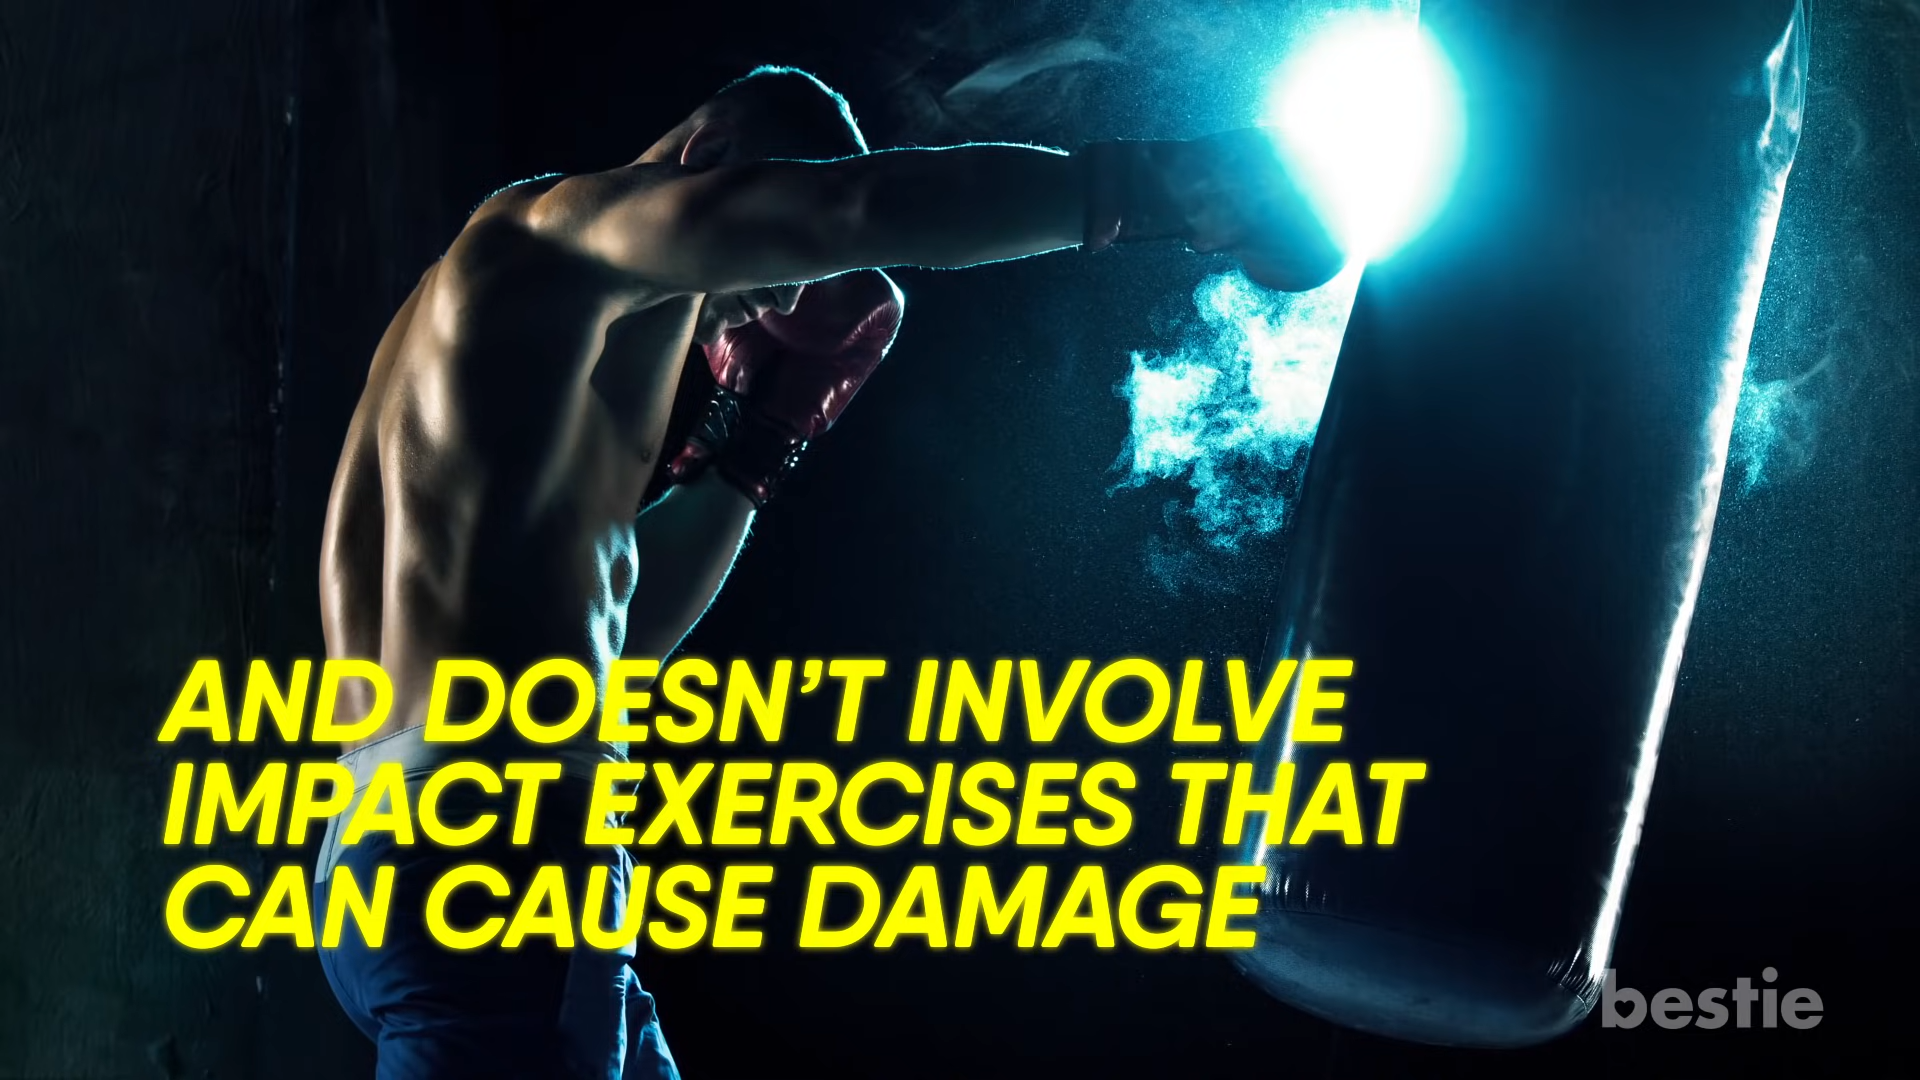 AND DOESN'T INVOLVE
IMPACT EXERCISES THAT
CAN CAUSE DAMAGE
bestie